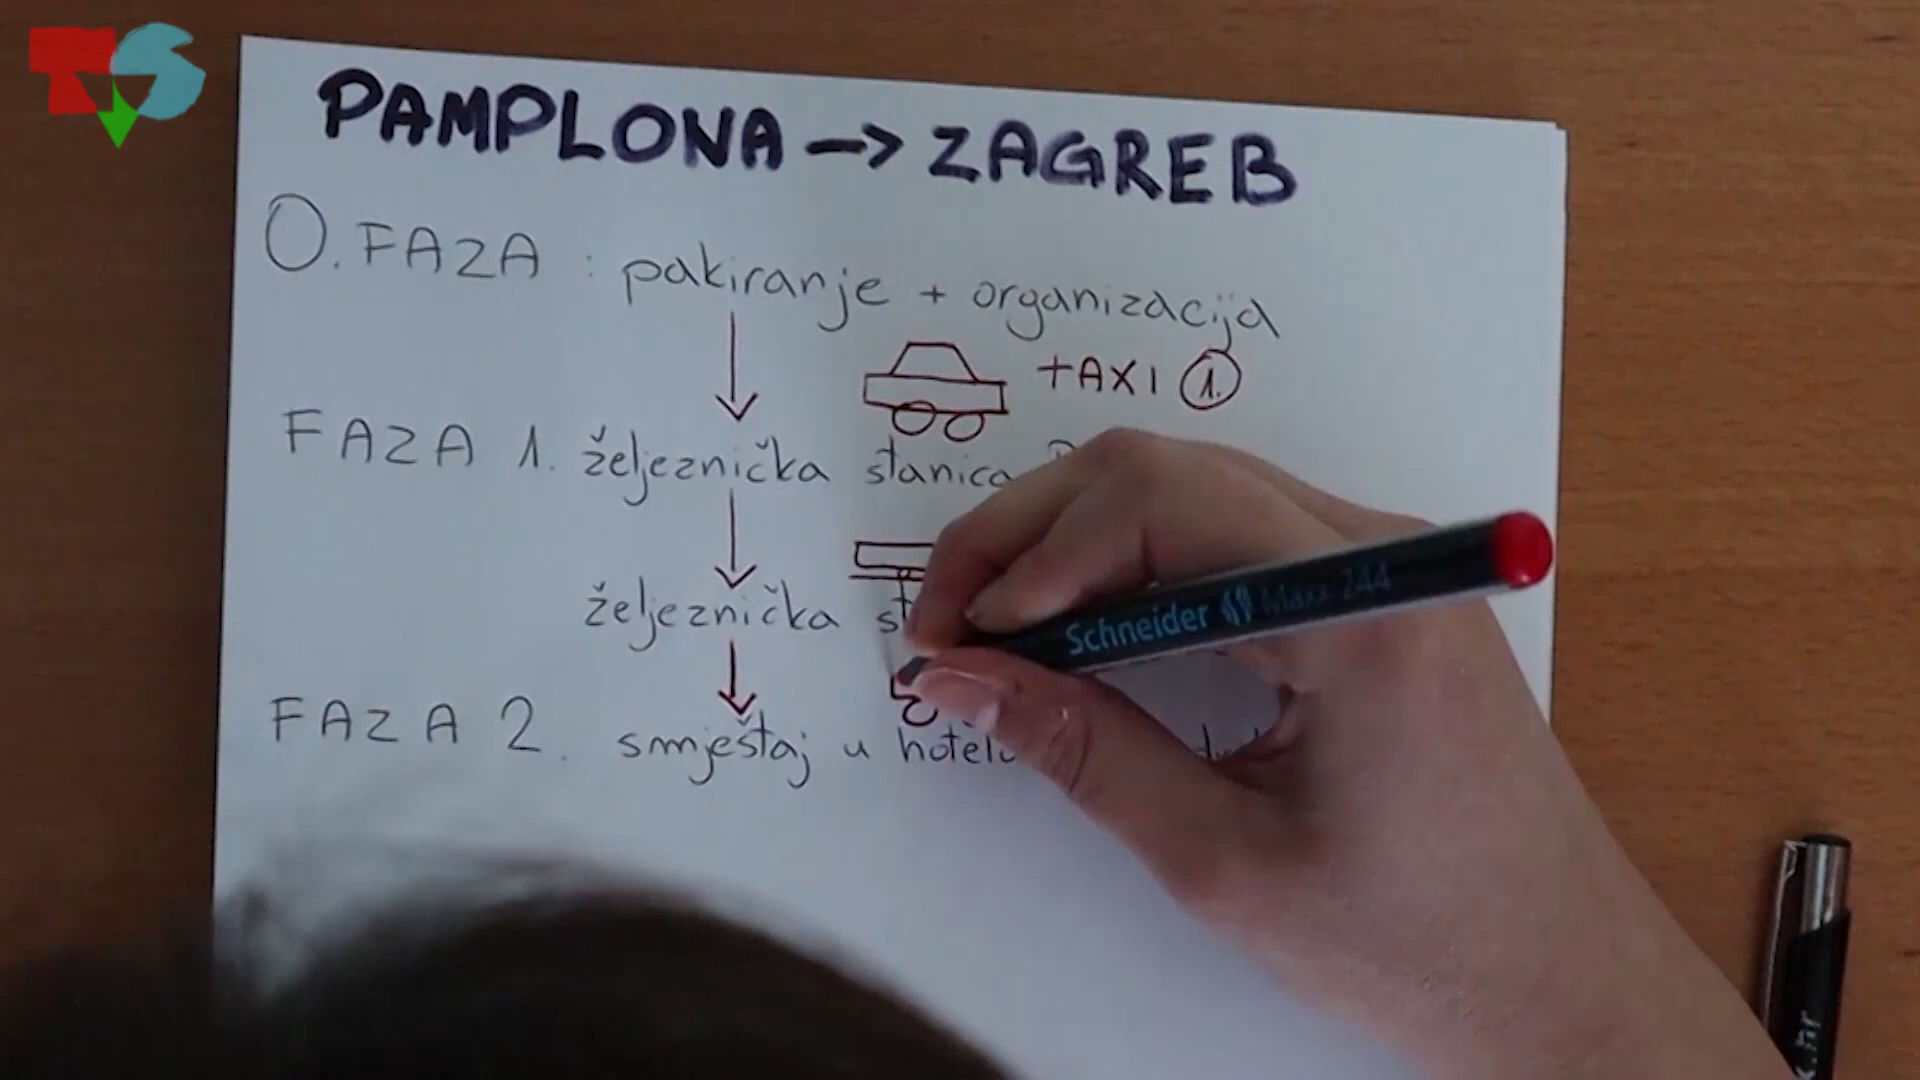 TS
PAMPLONA -> ZAGREB
0. FAZA : pakiranje + organizacija
TAXI 1.
FAZA 1. željeznička stanica
željeznička
FAZA 2. smještaj u
Schneider Maxx 244